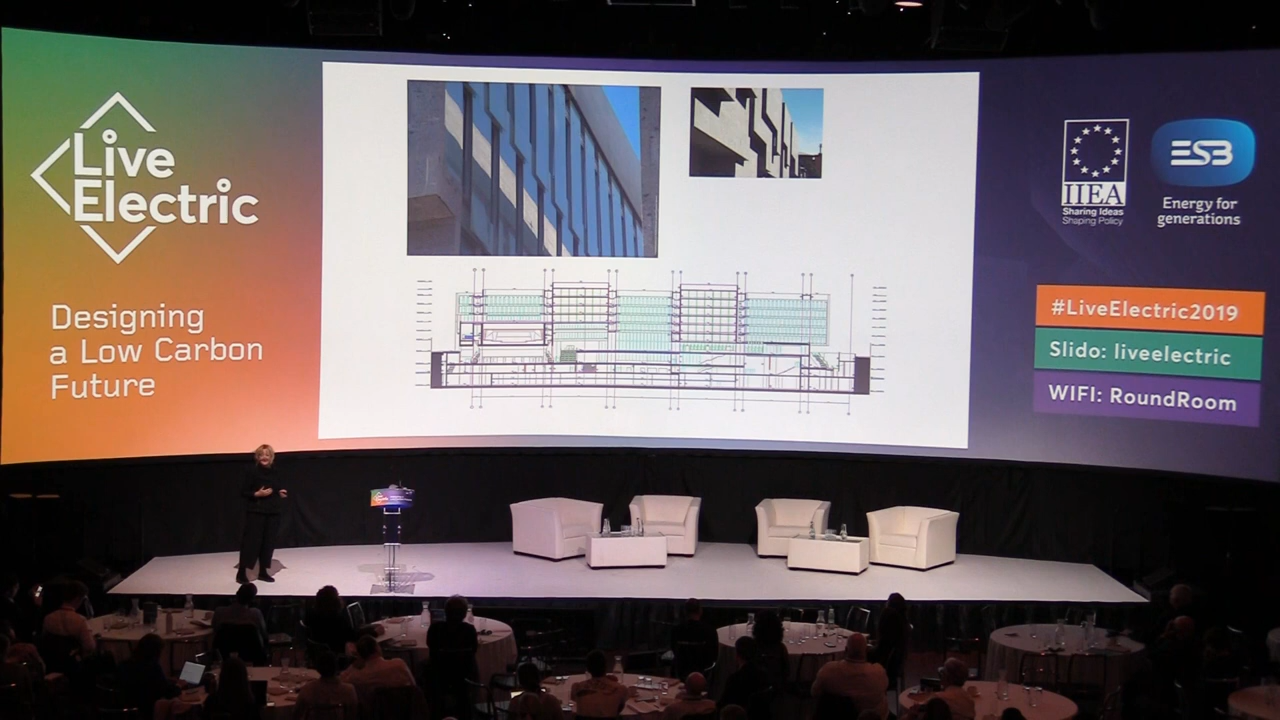 Live
Electric
Designing
a Low Carbon
Future
IIEA
Sharing Ideas
Shaping Policy
ESB
Energy for
generations
#LiveElectric2019
Slido: liveelectric
WIFI: RoundRoom